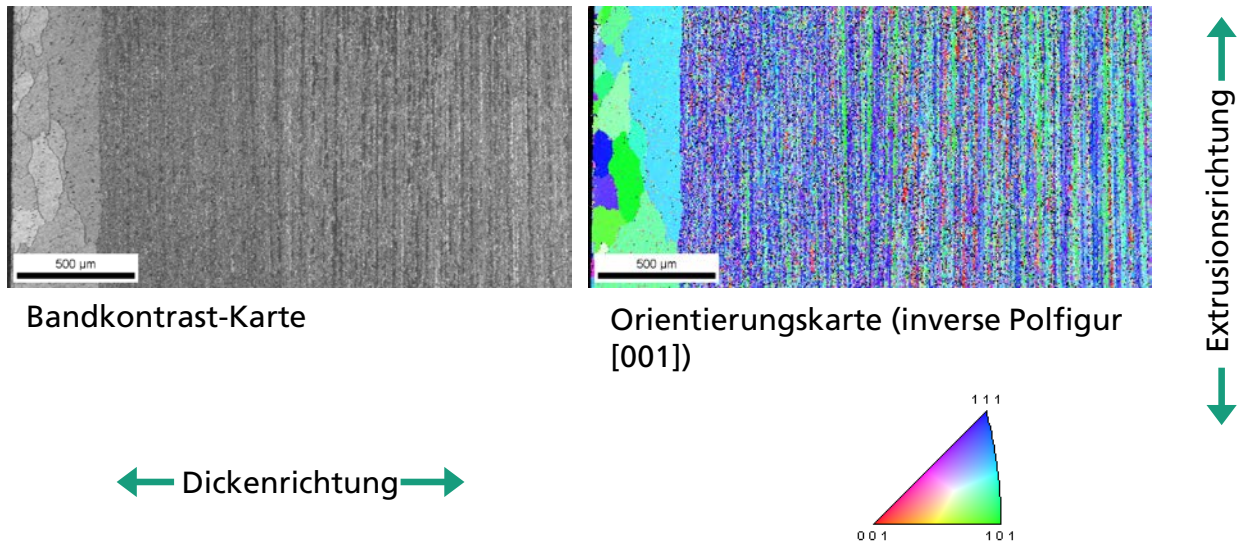 500 µm
500 µm
Bandkontrast-Karte
Orientierungskarte (inverse Polfigur
[001])
Extrusionsrichtung
Dickenrichtung
111
001
101